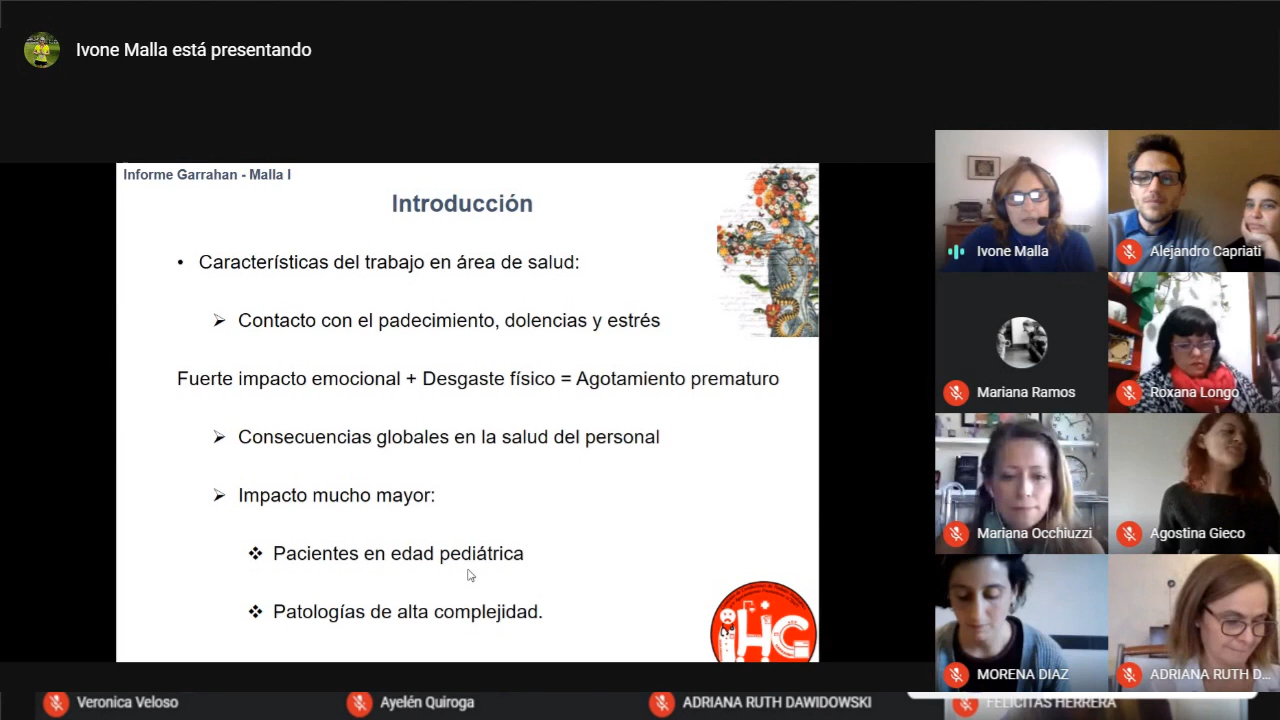 Ivone Malla está presentando
Informe Garrahan - Malla I
Introducción
• Características del trabajo en área de salud:
➢ Contacto con el padecimiento, dolencias y estrés
Fuerte impacto emocional + Desgaste físico = Agotamiento prematuro
➢ Consecuencias globales en la salud del personal
➢ Impacto mucho mayor:
❖ Pacientes en edad pediátrica
❖ Patologías de alta complejidad.
iHG
Ivone Malla
Alejandro Capriati
Mariana Ramos
Roxana Longo
Mariana Occhiuzzi
Agostina Gieco
MORENA DIAZ
ADRIANA RUTH D...
Veronica Veloso
Ayelén Quiroga
ADRIANA RUTH DAWIDOWSKI
FELICITAS HERRERA